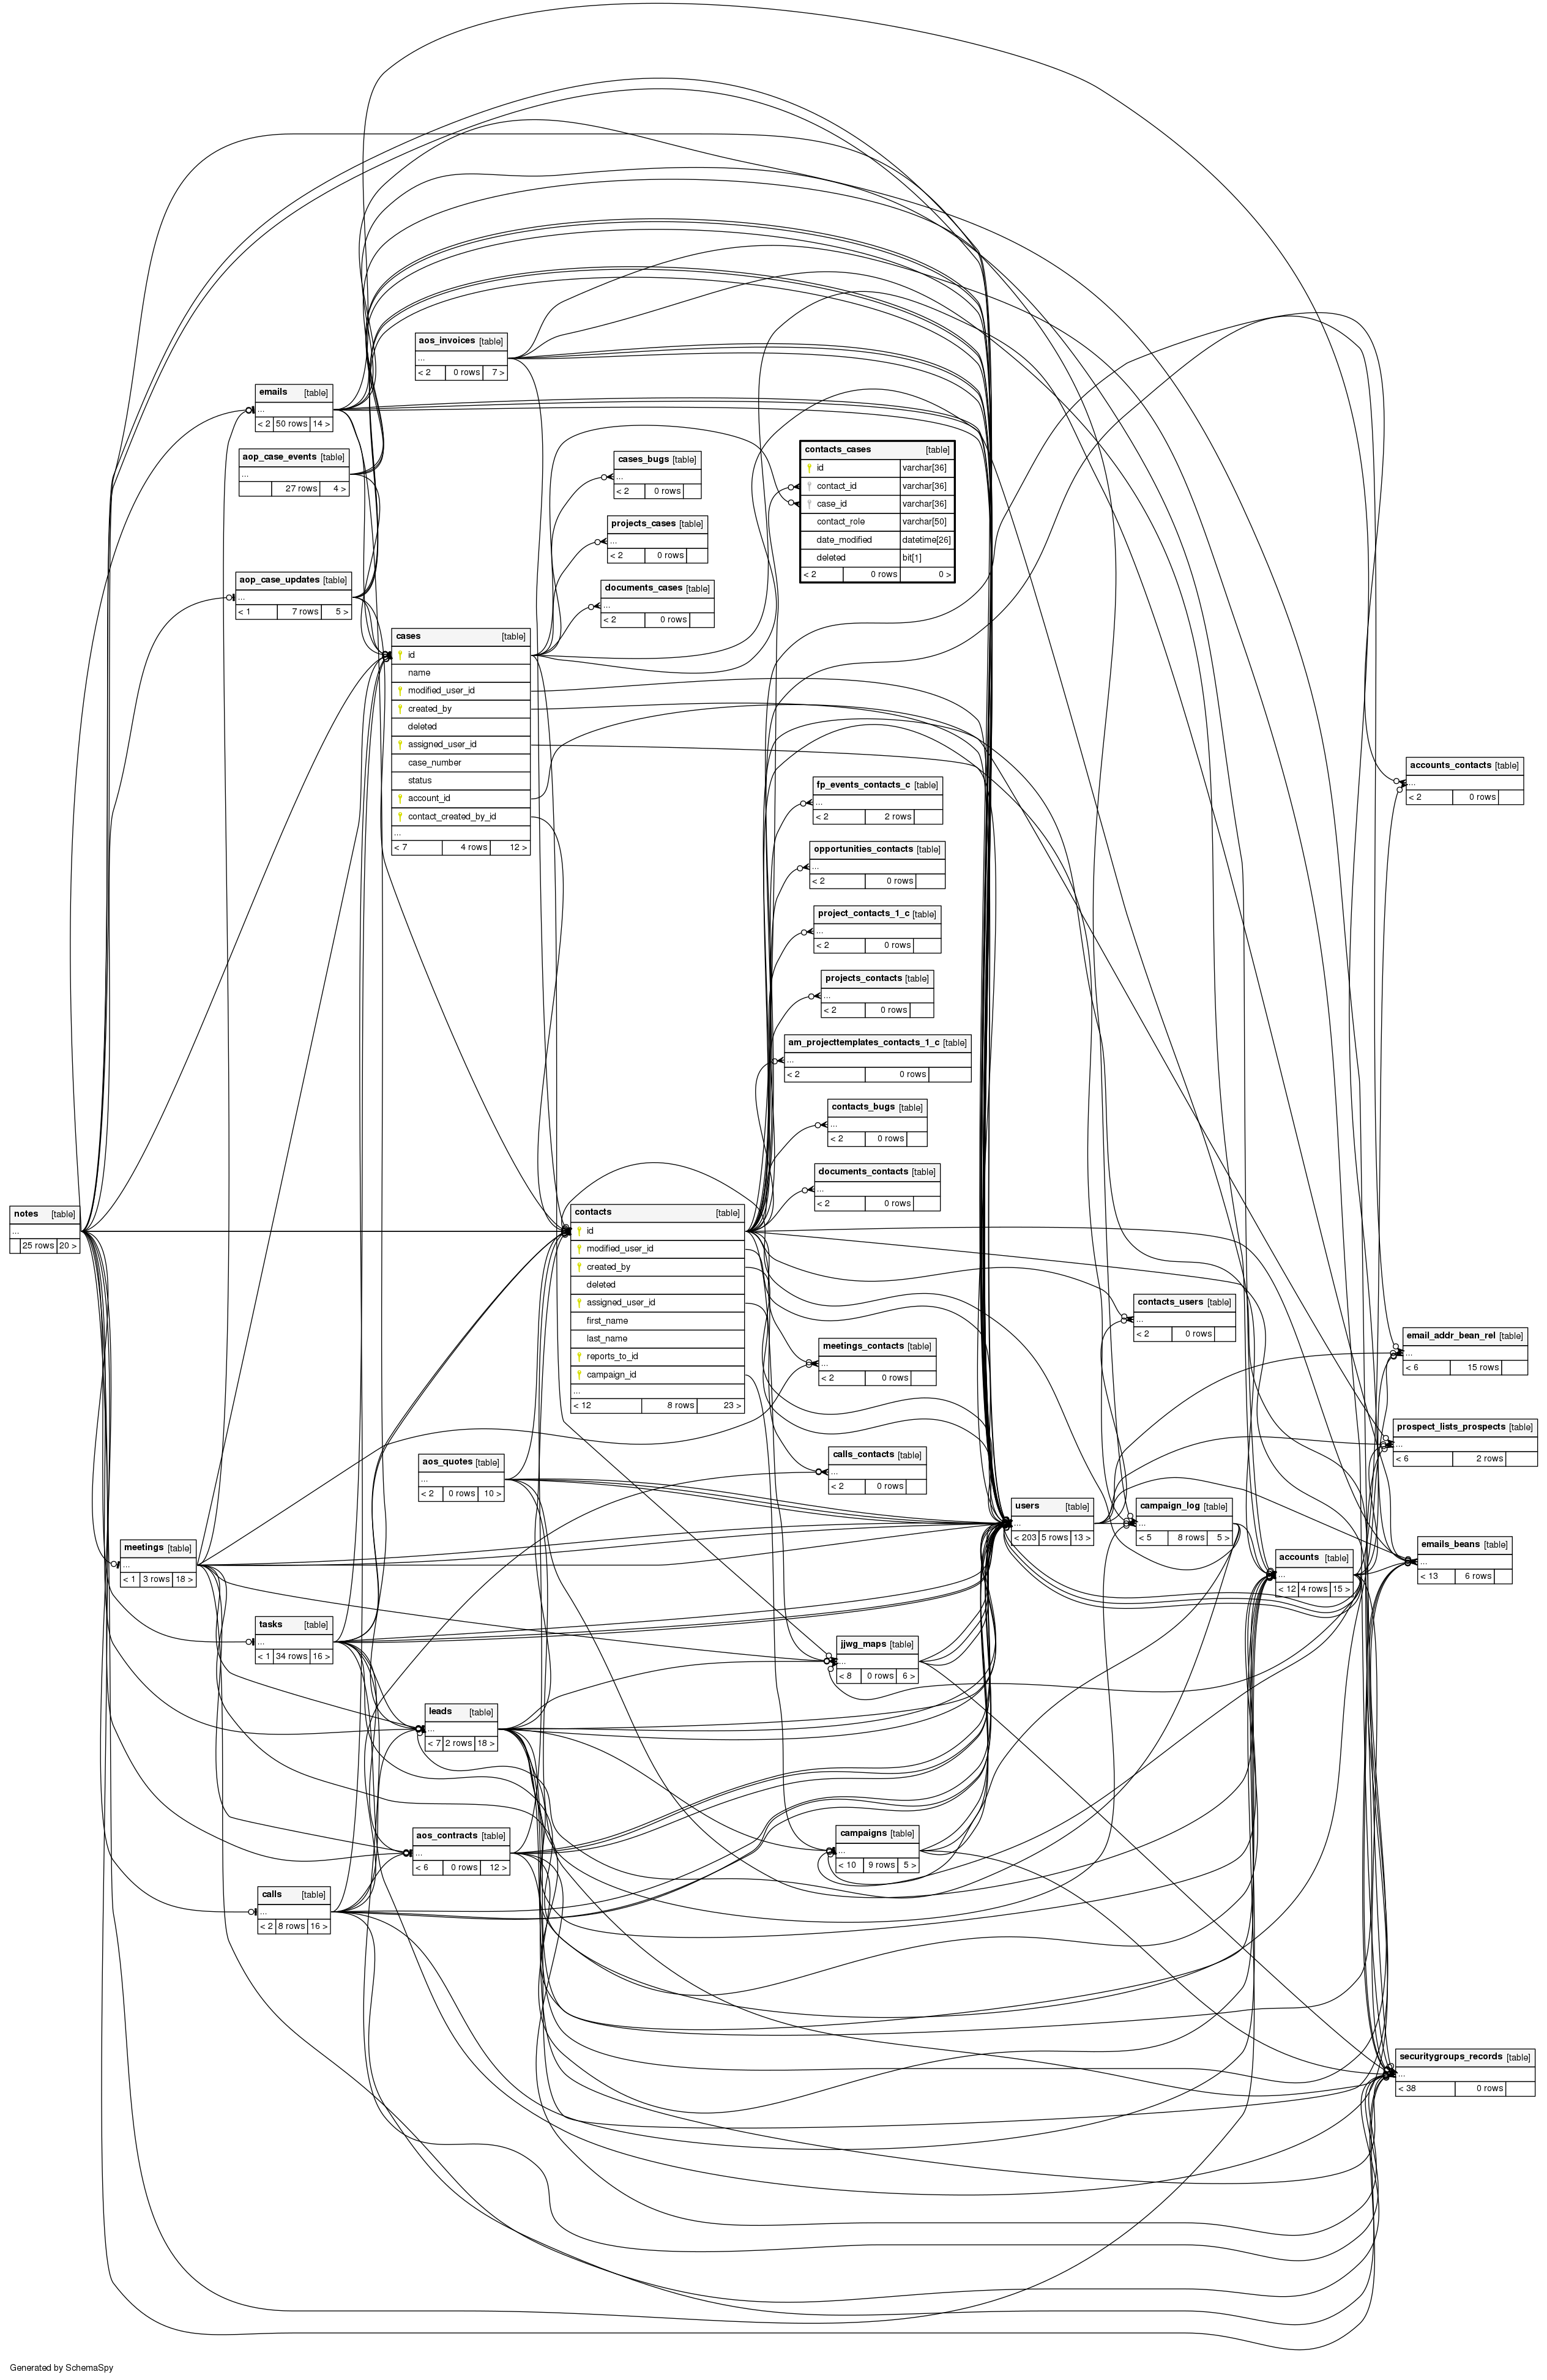 aos_invoices [table]
...
< 2 0 rows 7 >
emails [table]
...
< 2 50 rows 14 >
aop_case_events [table]
...
27 rows 4 >
contacts_cases [table]
id varchar[36]
contact_id varchar[36]
case_id varchar[36]
contact_role varchar[50]
date_modified datetime[26]
deleted bit[1]
< 2 0 rows 0 >
cases_bugs [table]
...
< 2 0 rows
projects_cases [table]
...
< 2 0 rows
aop_case_updates [table]
...
< 1 7 rows 5 >
documents_cases [table]
...
< 2 0 rows
cases [table]
id
name
modified_user_id
created_by
deleted
assigned_user_id
case_number
status
account_id
contact_created_by_id
...
< 7 4 rows 12 >
accounts_contacts [table]
...
< 2 0 rows
fp_events_contacts_c [table]
...
< 2 2 rows
opportunities_contacts [table]
...
< 2 0 rows
project_contacts_1_c [table]
...
< 2 0 rows
projects_contacts [table]
...
< 2 0 rows
am_projecttemplates_contacts_1_c [table]
...
< 2 0 rows
contacts_bugs [table]
...
< 2 0 rows
documents_contacts [table]
...
< 2 0 rows
notes [table]
...
25 rows 20 >
contacts [table]
id
modified_user_id
created_by
deleted
assigned_user_id
first_name
last_name
reports_to_id
campaign_id
...
< 12 8 rows 23 >
contacts_users [table]
...
< 2 0 rows
email_addr_bean_rel [table]
...
< 6 15 rows
meetings_contacts [table]
...
< 2 0 rows
prospect_lists_prospects [table]
...
< 6 2 rows
calls_contacts [table]
...
< 2 0 rows
aos_quotes [table]
...
< 2 0 rows 10 >
users [table]
...
< 203 5 rows 13 >
campaign_log [table]
...
< 5 8 rows 5 >
emails_beans [table]
...
< 13 6 rows
meetings [table]
...
< 1 3 rows 18 >
accounts [table]
...
< 12 4 rows 15 >
tasks [table]
...
< 1 34 rows 16 >
jjwg_maps [table]
...
< 8 0 rows 6 >
leads [table]
...
< 7 2 rows 18 >
aos_contracts [table]
...
< 6 0 rows 12 >
campaigns [table]
...
< 10 9 rows 5 >
calls [table]
...
< 2 8 rows 16 >
securitygroups_records [table]
...
< 38 0 rows
Generated by SchemaSpy